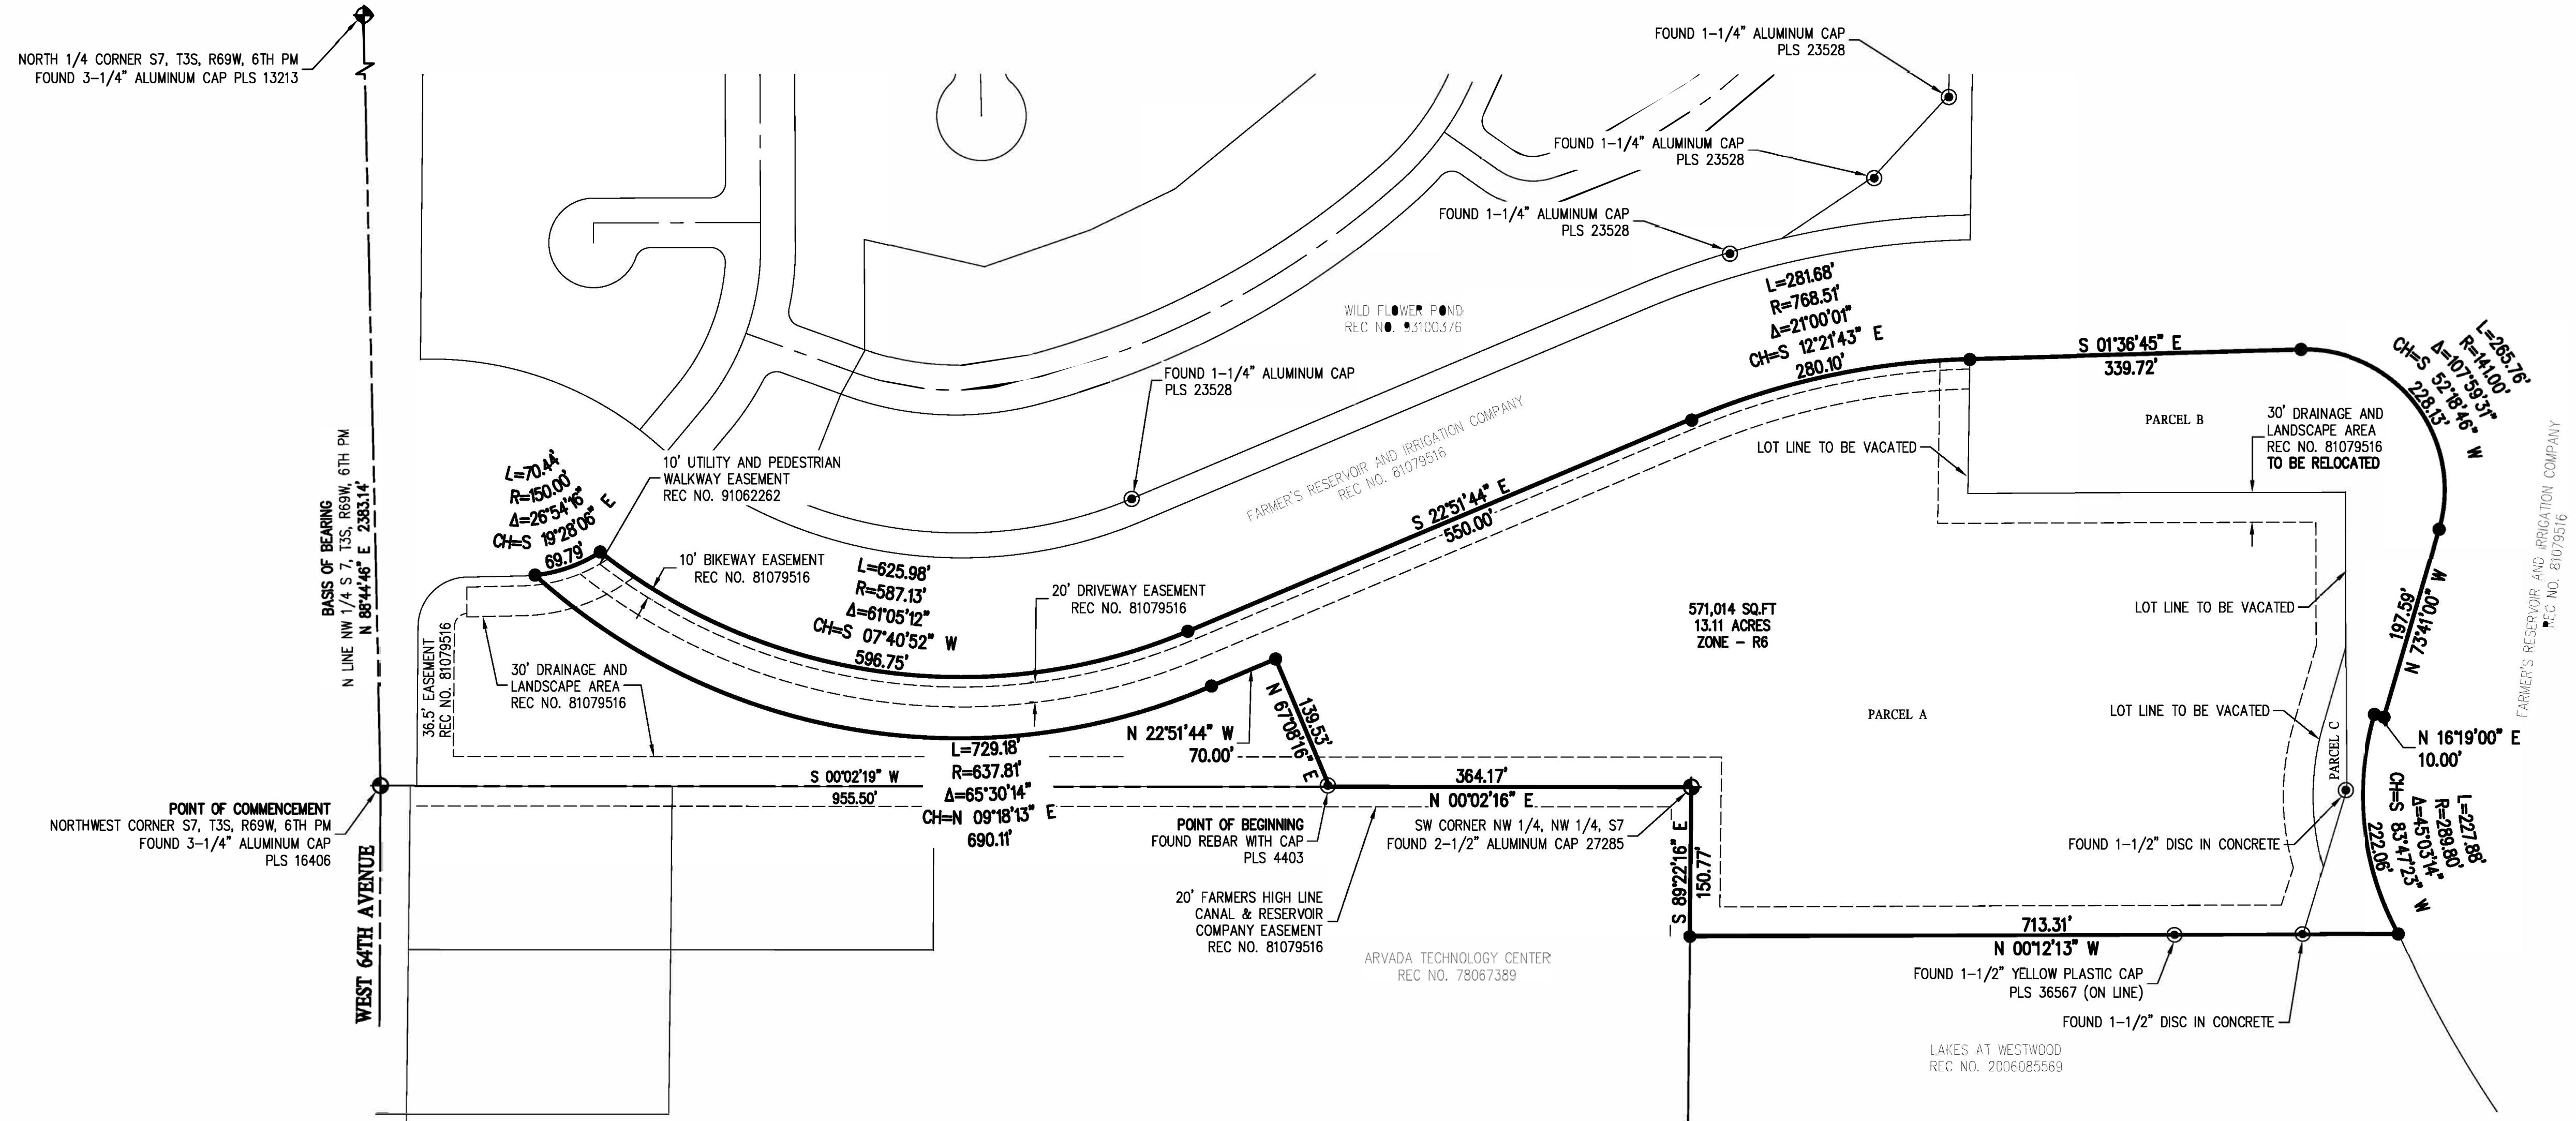 NORTH 1/4 CORNER S7, T3S, R69W, 6TH PM
FOUND 3-1/4" ALUMINUM CAP PLS 13213
FOUND 1-1/4" ALUMINUM CAP
PLS 23528
FOUND 1-1/4" ALUMINUM CAP
PLS 23528
FOUND 1-1/4" ALUMINUM CAP
PLS 23528
FOUND 1-1/4" ALUMINUM CAP
PLS 23528
WILD FLOWER POND
REC NO. 93100376
L=281.68'
R=768.51'
Δ=21°00'01"
CH=S 12°21'43" E
280.10'
S 01°36'45" E
339.72'
L=265.76'
R=141.00'
Δ=107°59'31"
CH=S 52°18'46" W
228.13'
PARCEL B
30' DRAINAGE AND
LANDSCAPE AREA
REC NO. 81079516
TO BE RELOCATED
LOT LINE TO BE VACATED
FARMER'S RESERVOIR AND IRRIGATION COMPANY
REC NO. 81079516
FARMER'S RESERVOIR AND IRRIGATION COMPANY
REC NO. 81079516
BASIS OF BEARING
N LINE NW 1/4 S 7, T3S, R69W, 6TH PM
N 88°44'46" E 2383.14'
L=70.44'
R=150.00'
Δ=26°54'16"
CH=S 19°28'06" E
69.79'
10' UTILITY AND PEDESTRIAN
WALKWAY EASEMENT
REC NO. 91062262
10' BIKEWAY EASEMENT
REC NO. 81079516
L=625.98'
R=587.13'
Δ=61°05'12"
CH=S 07°40'52" W
596.75'
20' DRIVEWAY EASEMENT
REC NO. 81079516
S 22°51'44" E
550.00'
571,014 SQ.FT
13.11 ACRES
ZONE - R6
LOT LINE TO BE VACATED
197.59'
N 73°41'00" W
36.5' EASEMENT
REC NO. 81079516
30' DRAINAGE AND
LANDSCAPE AREA
REC NO. 81079516
N 22°51'44" W
70.00'
139.53'
N 67°08'16" E
PARCEL A
LOT LINE TO BE VACATED
PARCEL C
N 16°19'00" E
10.00'
L=227.88'
R=289.80'
Δ=45°03'14"
CH=S 83°47'23" W
222.06'
L=729.18'
R=637.81'
Δ=65°30'14"
CH=N 09°18'13" E
690.11'
S 00°02'19" W
955.50'
364.17'
N 00°02'16" E
POINT OF COMMENCEMENT
NORTHWEST CORNER S7, T3S, R69W, 6TH PM
FOUND 3-1/4" ALUMINUM CAP
PLS 16406
WEST 64TH AVENUE
POINT OF BEGINNING
FOUND REBAR WITH CAP
PLS 4403
SW CORNER NW 1/4, NW 1/4, S7
FOUND 2-1/2" ALUMINUM CAP 27285
S 89°22'16" E
150.77'
FOUND 1-1/2" DISC IN CONCRETE
20' FARMERS HIGH LINE
CANAL & RESERVOIR
COMPANY EASEMENT
REC NO. 81079516
ARVADA TECHNOLOGY CENTER
REC NO. 78067389
713.31'
N 00°12'13" W
FOUND 1-1/2" YELLOW PLASTIC CAP
PLS 36567 (ON LINE)
FOUND 1-1/2" DISC IN CONCRETE
LAKES AT WESTWOOD
REC NO. 2006085569